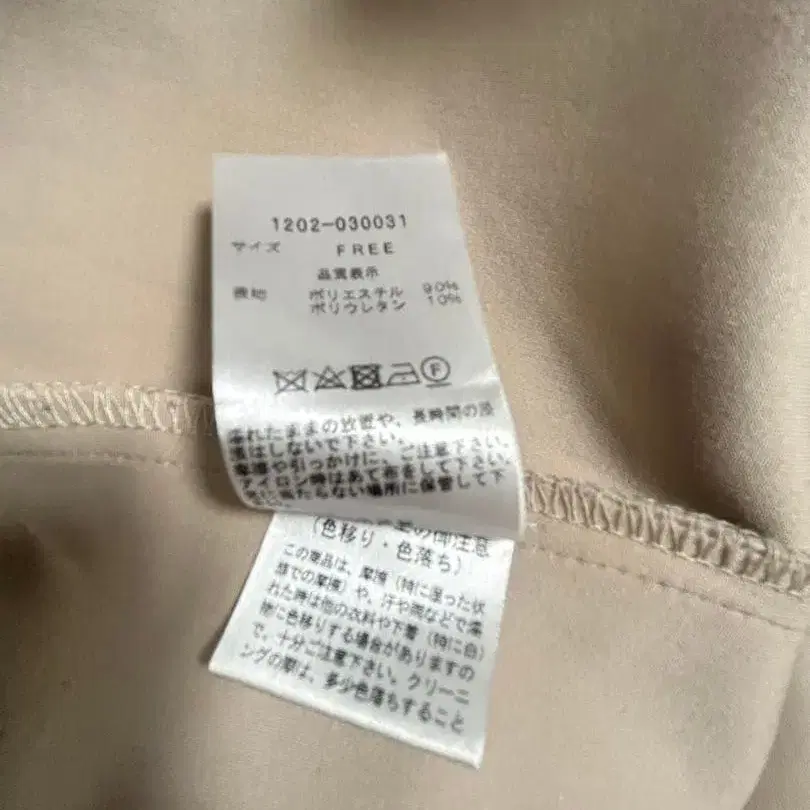 1202-030031
サイズ FREE
品質表示
表地 ポリエステル 90%
ポリウレタン 10%
F
濡れたままの放置や、長時間の浸
漬はしないで下さい。
摩擦や引っかけに、ご注意下さい。
アイロン時はあて布をして下さい。
光に当たらない場所に保管して下
の注意
(色移り・色落ち)
この商品は、摩擦(特に湿った状
態での摩擦)や、汗や雨などで濡
れた時は他の衣料や下着(特に白)
物に色移りする場合がありますの
で、十分ご注意下さい。クリーニ
ングの際は、多少色落ちすること